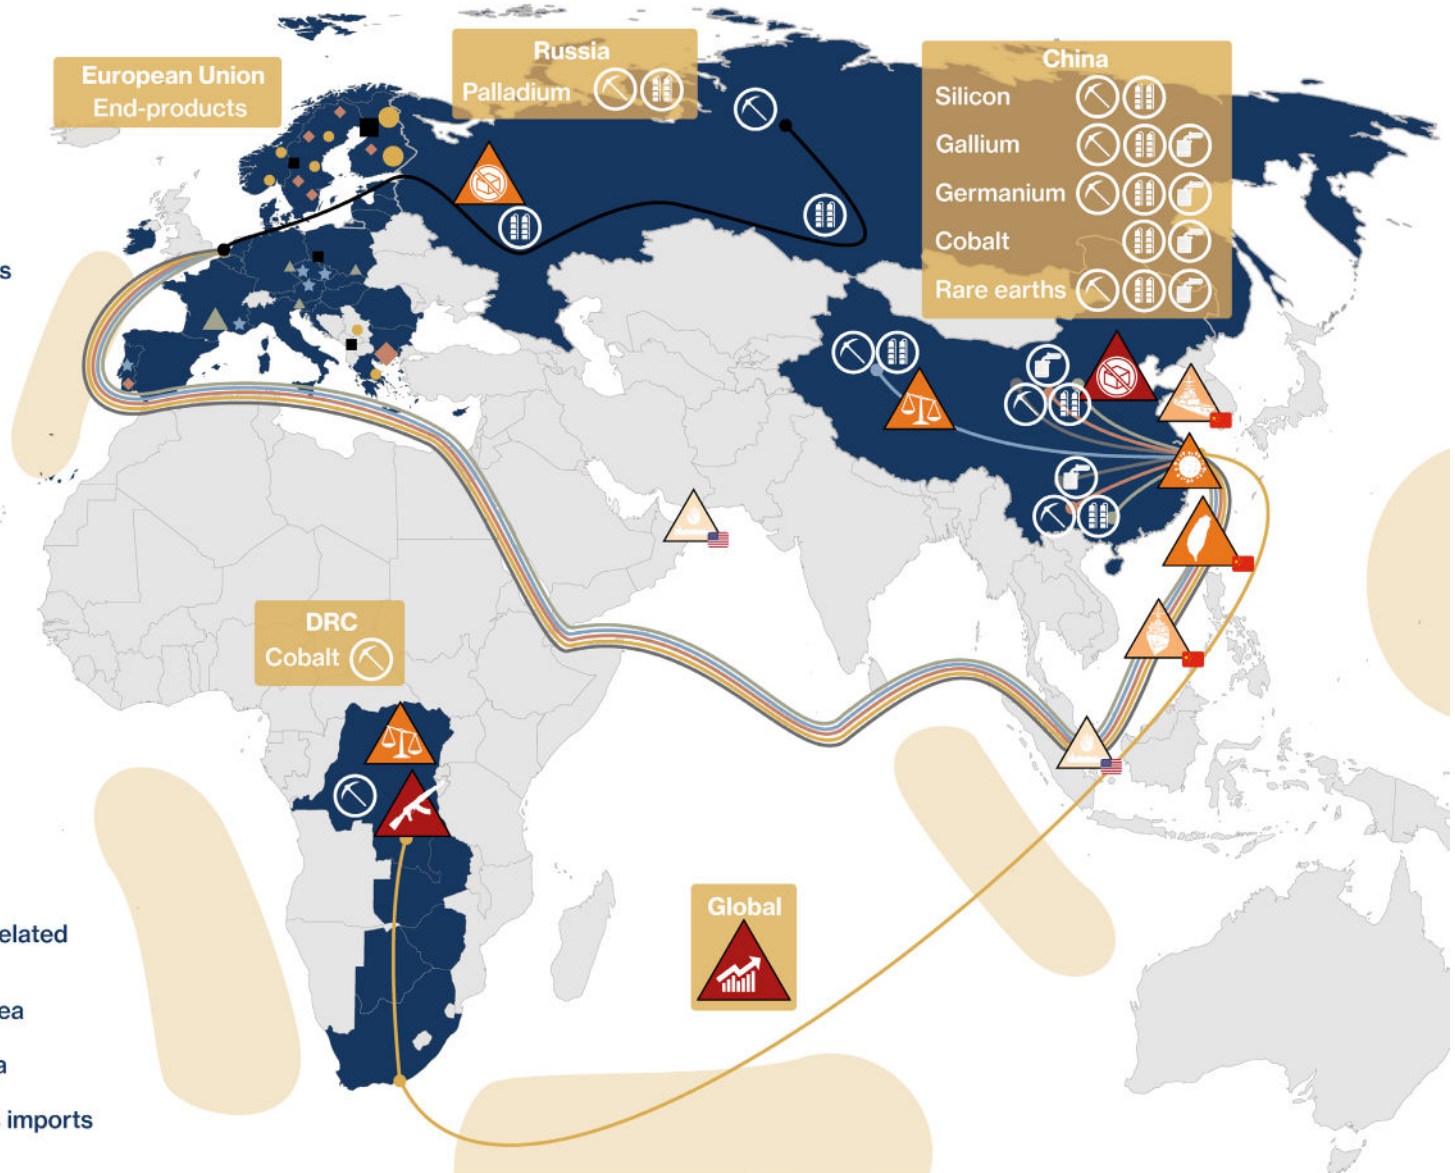 European Union
End-products
Russia
Palladium
China
Silicon
Gallium
Germanium
Cobalt
Rare earths
s
DRC
Cobalt
Global
elated
ea
a
imports